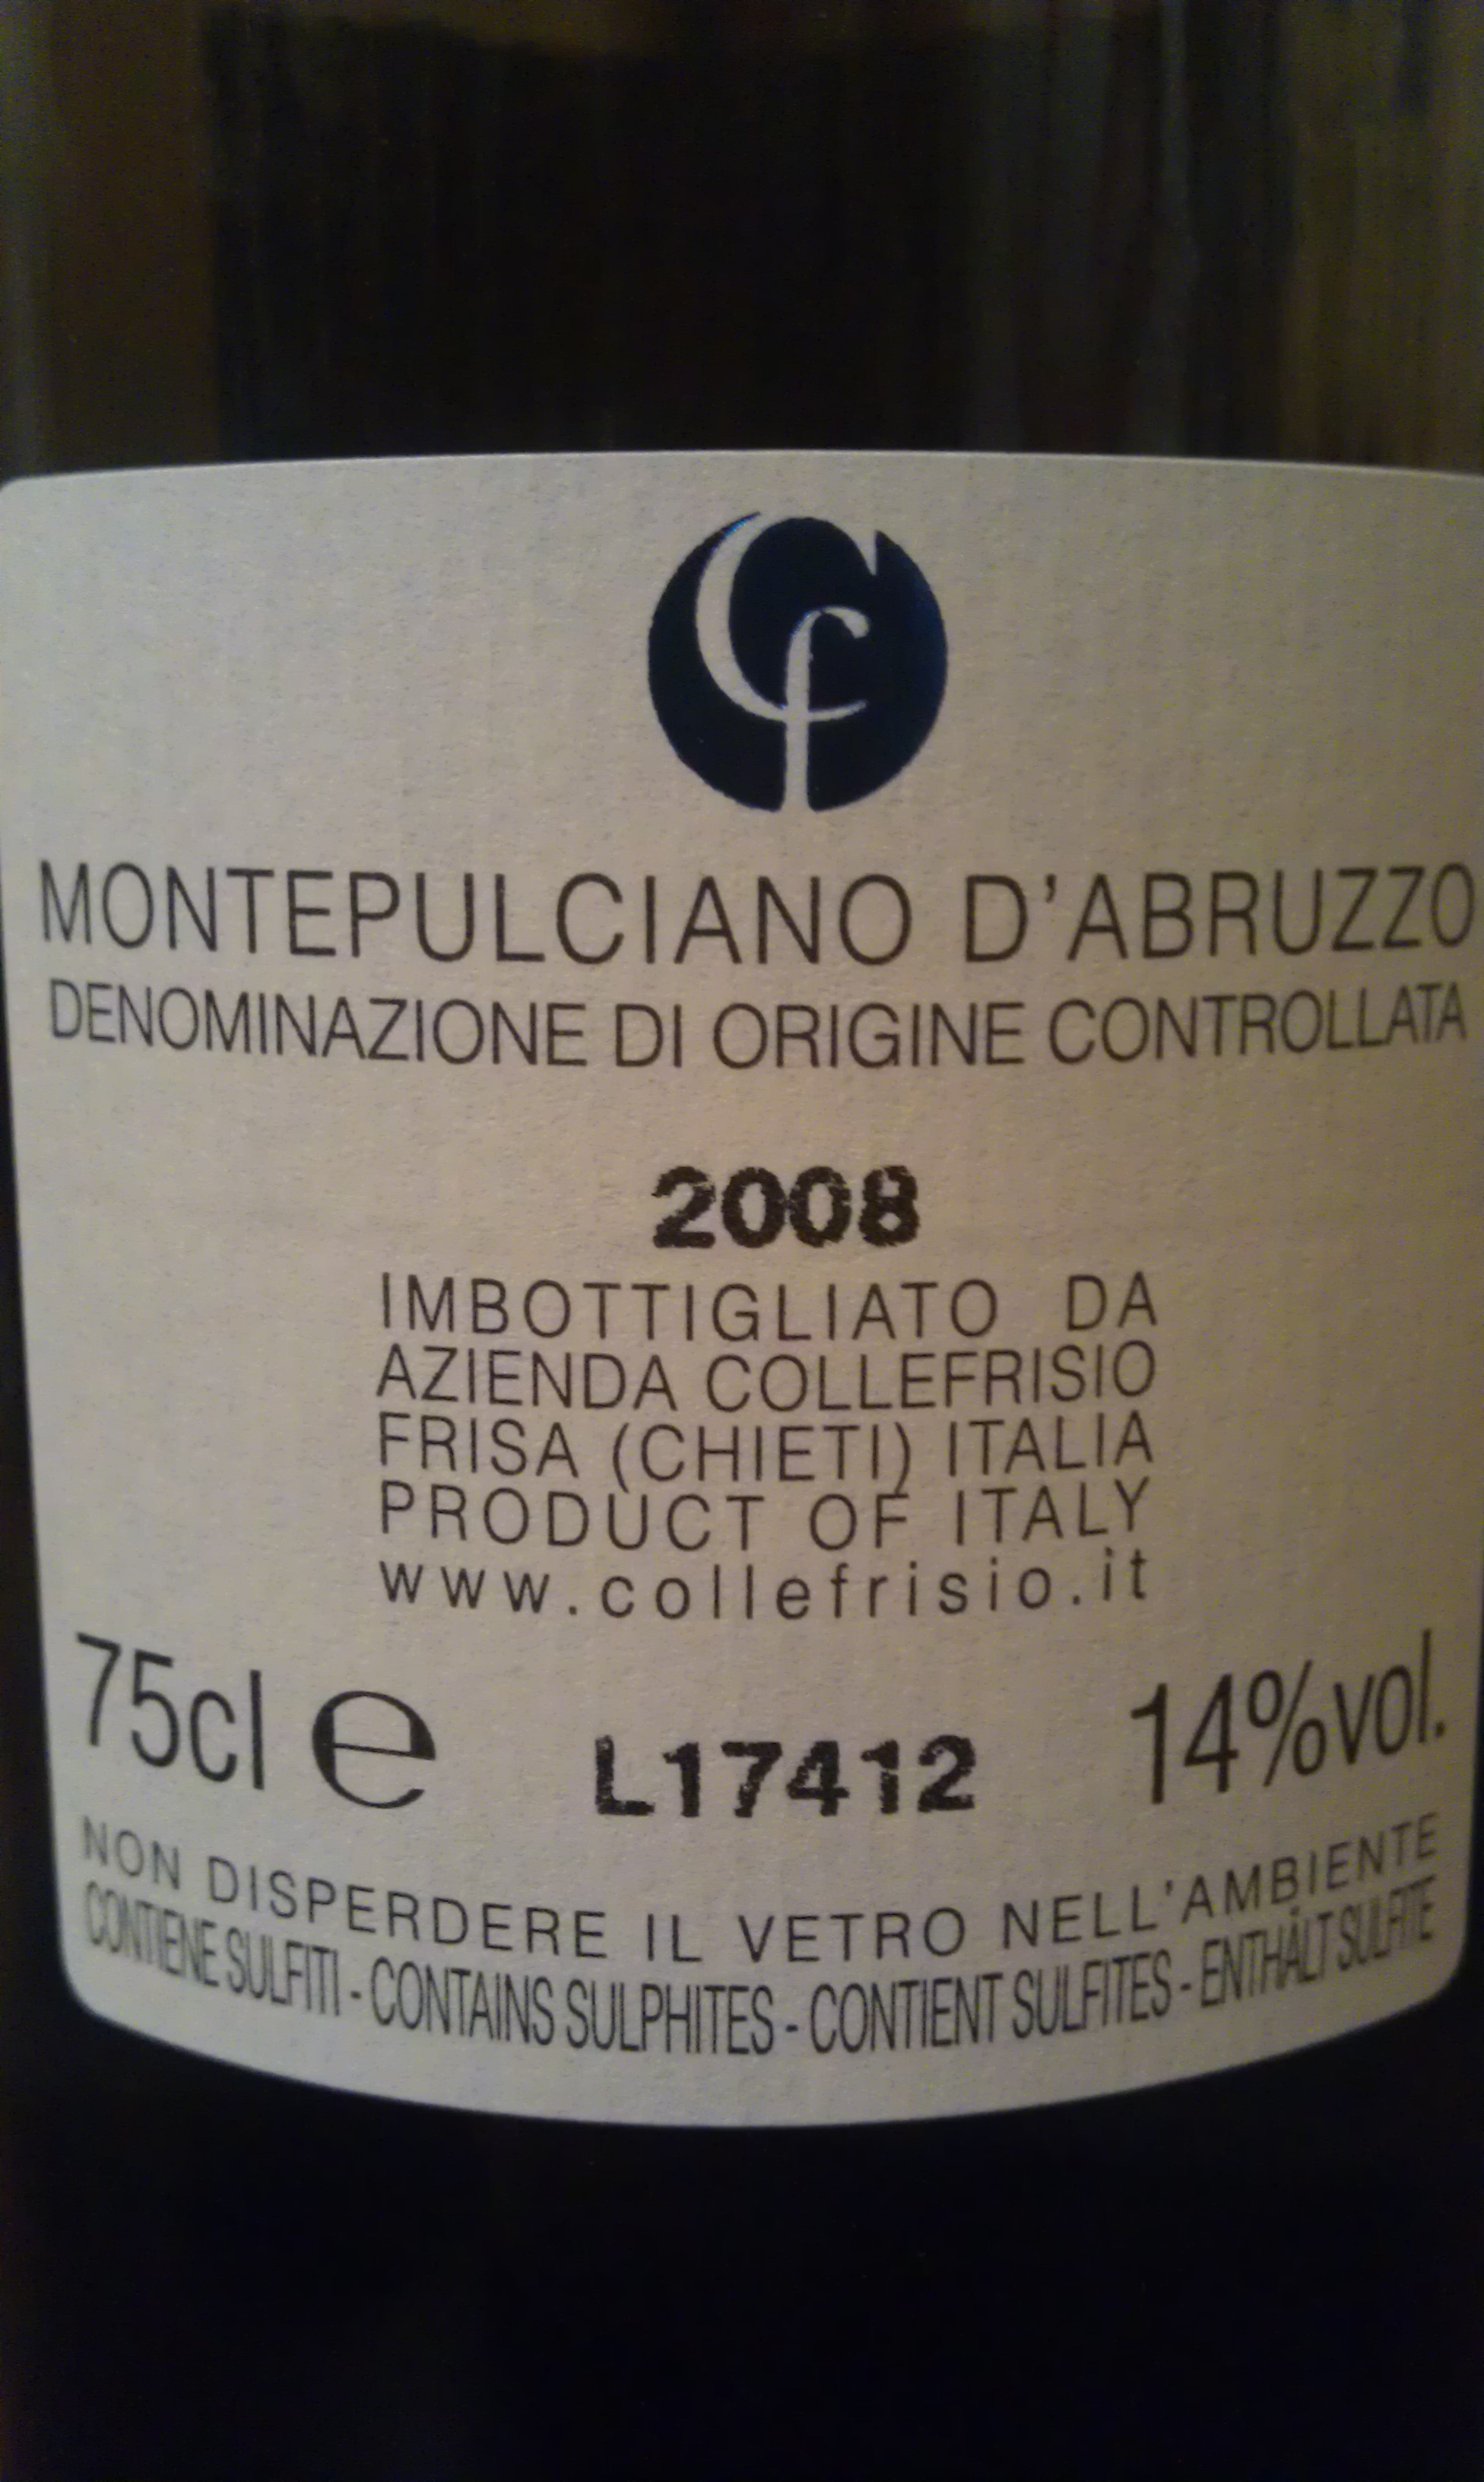 Cf
MONTEPULCIANO D'ABRUZZO
DENOMINAZIONE DI ORIGINE CONTROLLATA
2008
IMBOTTIGLIATO DA
AZIENDA COLLEFRISIO
FRISA (CHIETI) ITALIA
PRODUCT OF ITALY
www.collefrisio.it
75cl e L17412 14%vol.
NON DISPERDERE IL VETRO NELL'AMBIENTE
CONTIENE SULFITI - CONTAINS SULPHITES - CONTIENT SULFITES - ENTHÄLT SULFITE